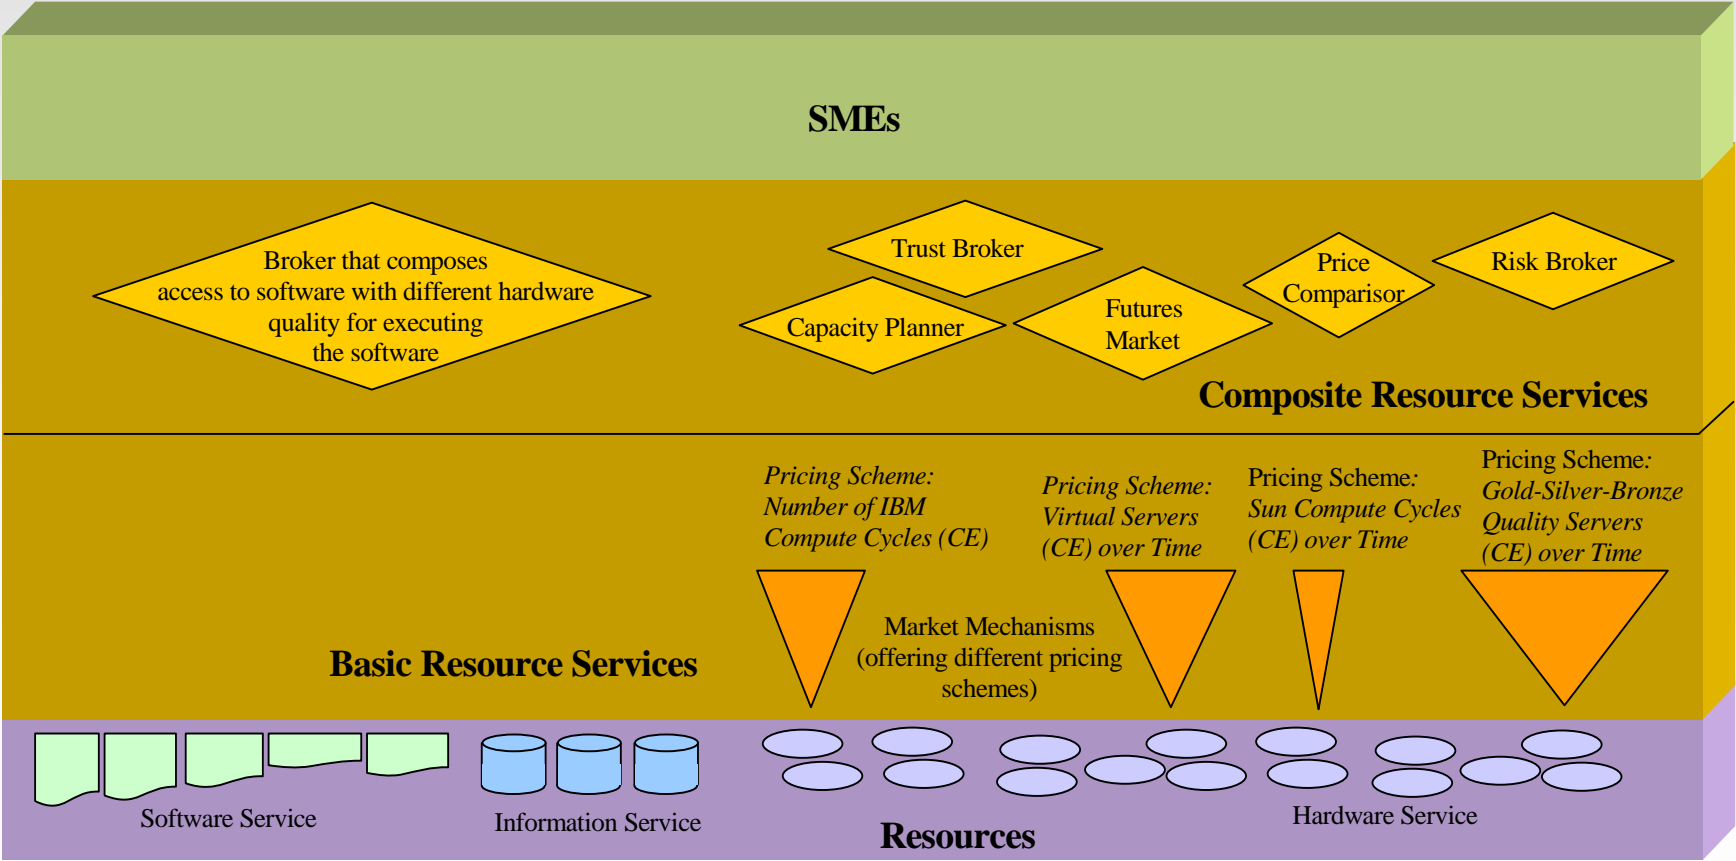 SMEs
Broker that composes
access to software with different hardware
quality for executing
the software
Trust Broker
Capacity Planner
Futures
Market
Price
Comparisor
Risk Broker
Composite Resource Services
Pricing Scheme:
Number of IBM
Compute Cycles (CE)
Pricing Scheme:
Virtual Servers
(CE) over Time
Pricing Scheme:
Sun Compute Cycles
(CE) over Time
Pricing Scheme:
Gold-Silver-Bronze
Quality Servers
(CE) over Time
Market Mechanisms
(offering different pricing
schemes)
Basic Resource Services
Software Service
Information Service
Hardware Service
Resources